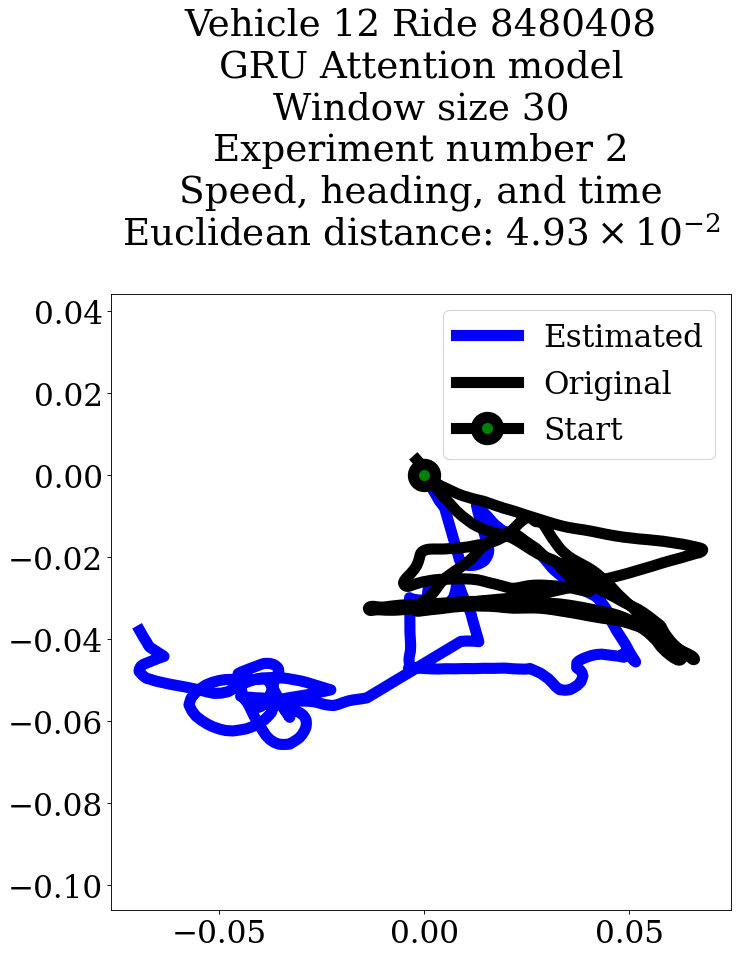 Vehicle 12 Ride 8480408
GRU Attention model
Window size 30
Experiment number 2
Speed, heading, and time
Euclidean distance: 4.93 × 10⁻²
Estimated
Original
Start
0.04
0.02
0.00
−0.02
−0.04
−0.06
−0.08
−0.10
−0.05
0.00
0.05